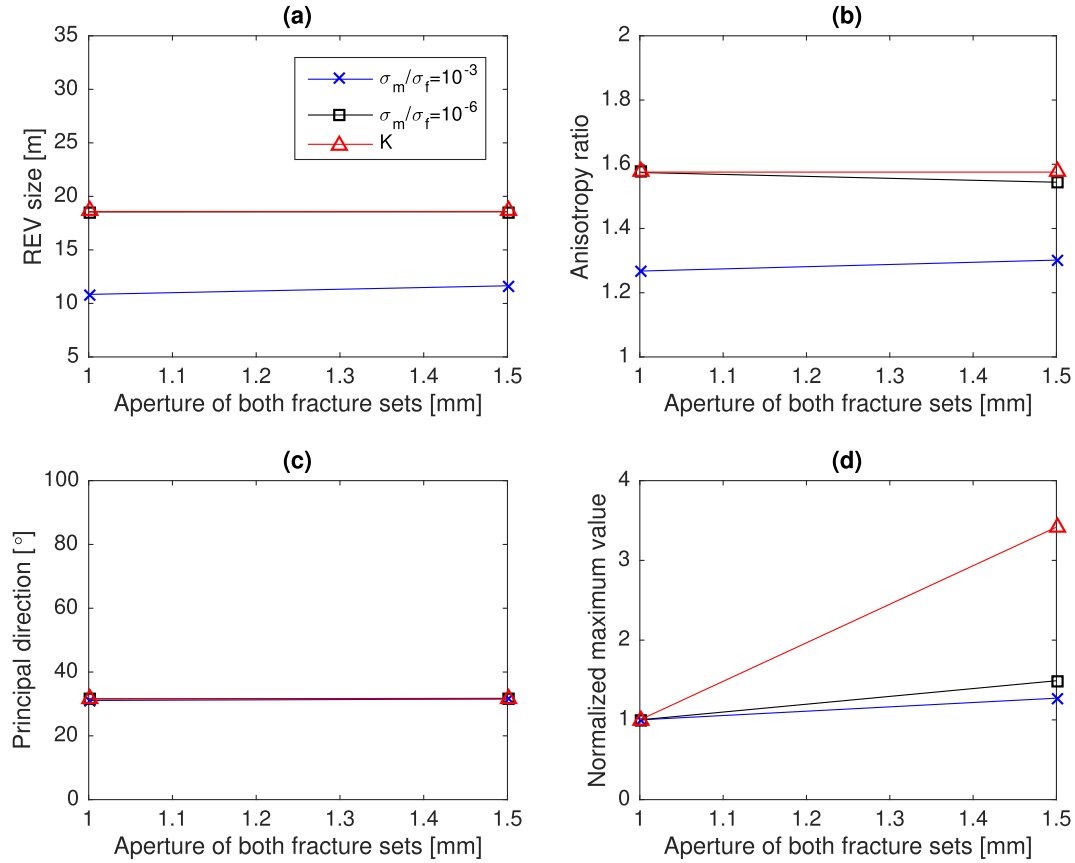 (a)
35
30
25
20
15
10
5
REV size [m]
σm/σf=10-3
σm/σf=10-6
K
1 1.1 1.2 1.3 1.4 1.5
Aperture of both fracture sets [mm]
(b)
2
1.8
1.6
1.4
1.2
1
Anisotropy ratio
1 1.1 1.2 1.3 1.4 1.5
Aperture of both fracture sets [mm]
(c)
100
80
60
40
20
0
Principal direction [°]
1 1.1 1.2 1.3 1.4 1.5
Aperture of both fracture sets [mm]
(d)
4
3
2
1
0
Normalized maximum value
1 1.1 1.2 1.3 1.4 1.5
Aperture of both fracture sets [mm]